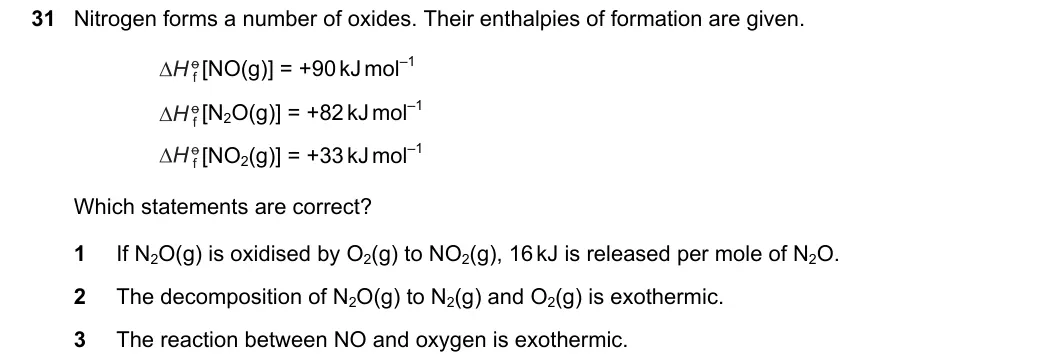 31 Nitrogen forms a number of oxides. Their enthalpies of formation are given.
ΔH⦵f[NO(g)] = +90 kJ mol⁻¹
ΔH⦵f[N₂O(g)] = +82 kJ mol⁻¹
ΔH⦵f[NO₂(g)] = +33 kJ mol⁻¹
Which statements are correct?
1 If N₂O(g) is oxidised by O₂(g) to NO₂(g), 16 kJ is released per mole of N₂O.
2 The decomposition of N₂O(g) to N₂(g) and O₂(g) is exothermic.
3 The reaction between NO and oxygen is exothermic.